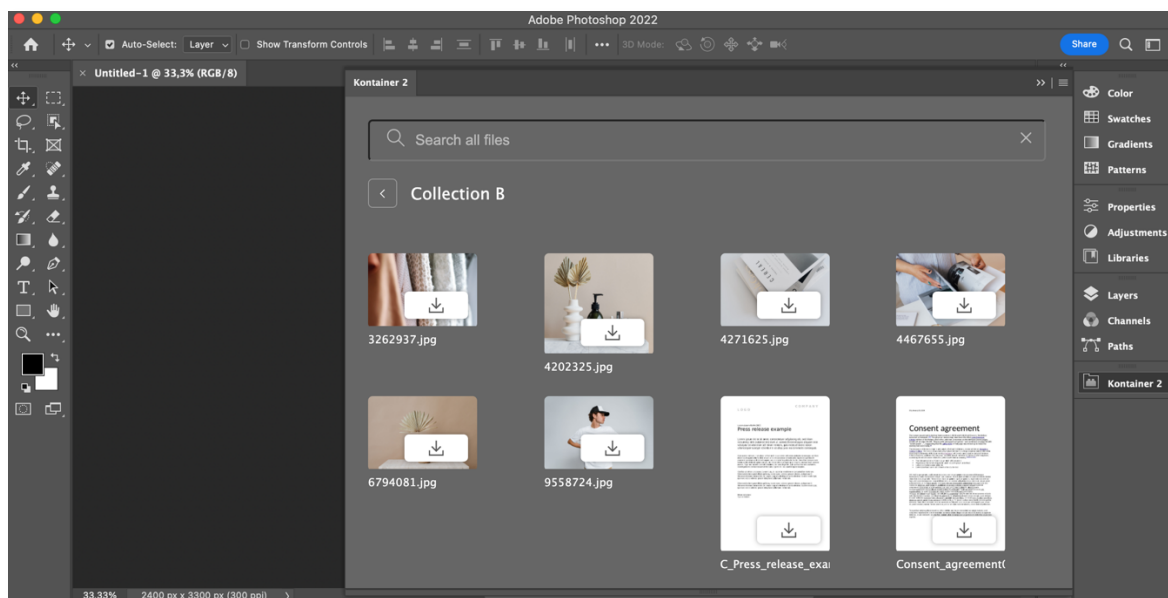 Adobe Photoshop 2022
Auto-Select: Layer Show Transform Controls 3D Mode: Share
Untitled-1 @ 33,3% (RGB/8)
Kontainer 2
Search all files
Collection B
3262937.jpg
4202325.jpg
4271625.jpg
4467655.jpg
6794081.jpg
9558724.jpg
Press release example
C_Press_release_exa
Consent agreement
Consent_agreement
Color
Swatches
Gradients
Patterns
Properties
Adjustments
Libraries
Layers
Channels
Paths
Kontainer 2
33,33% 2400 px x 3300 px (300 ppi)